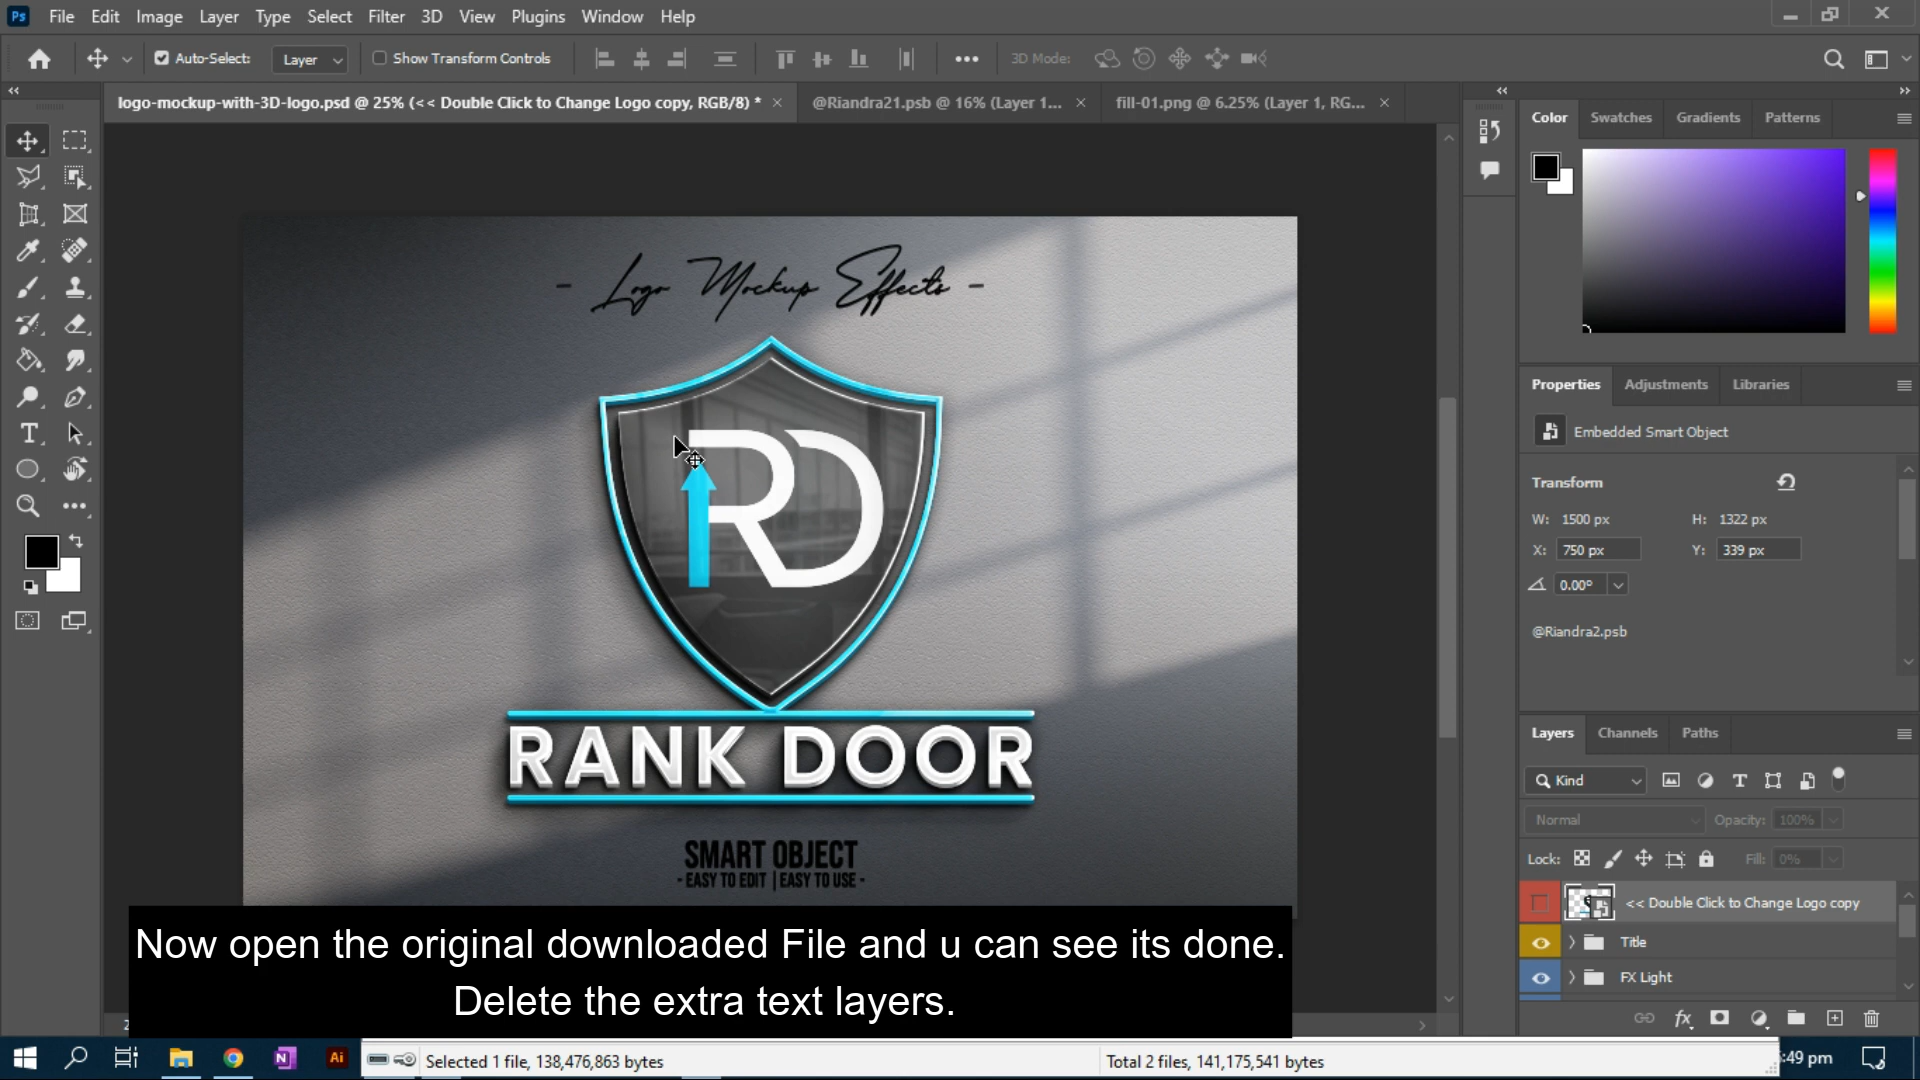 Ps File Edit Image Layer Type Select Filter 3D View Plugins Window Help
Auto-Select: Layer Show Transform Controls 3D Mode:
logo-mockup-with-3D-logo.psd @ 25% (<< Double Click to Change Logo copy, RGB/8) * @Riandra21.psb @ 16% (Layer 1... fill-01.png @ 6.25% (Layer 1, RG...
Color Swatches Gradients Patterns
- Logo Mockup Effects -
RD
RANK DOOR
SMART OBJECT
- EASY TO EDIT | EASY TO USE -
Properties Adjustments Libraries
Embedded Smart Object
Transform
W: 1500 px H: 1322 px
X: 750 px Y: 339 px
0.00°
@Riandra2.psb
Layers Channels Paths
Kind
Normal Opacity: 100%
Lock: Fill: 0%
<< Double Click to Change Logo copy
Title
FX Light
Now open the original downloaded File and u can see its done.
Delete the extra text layers.
Ai Selected 1 file, 138,476,863 bytes Total 2 files, 141,175,541 bytes :49 pm